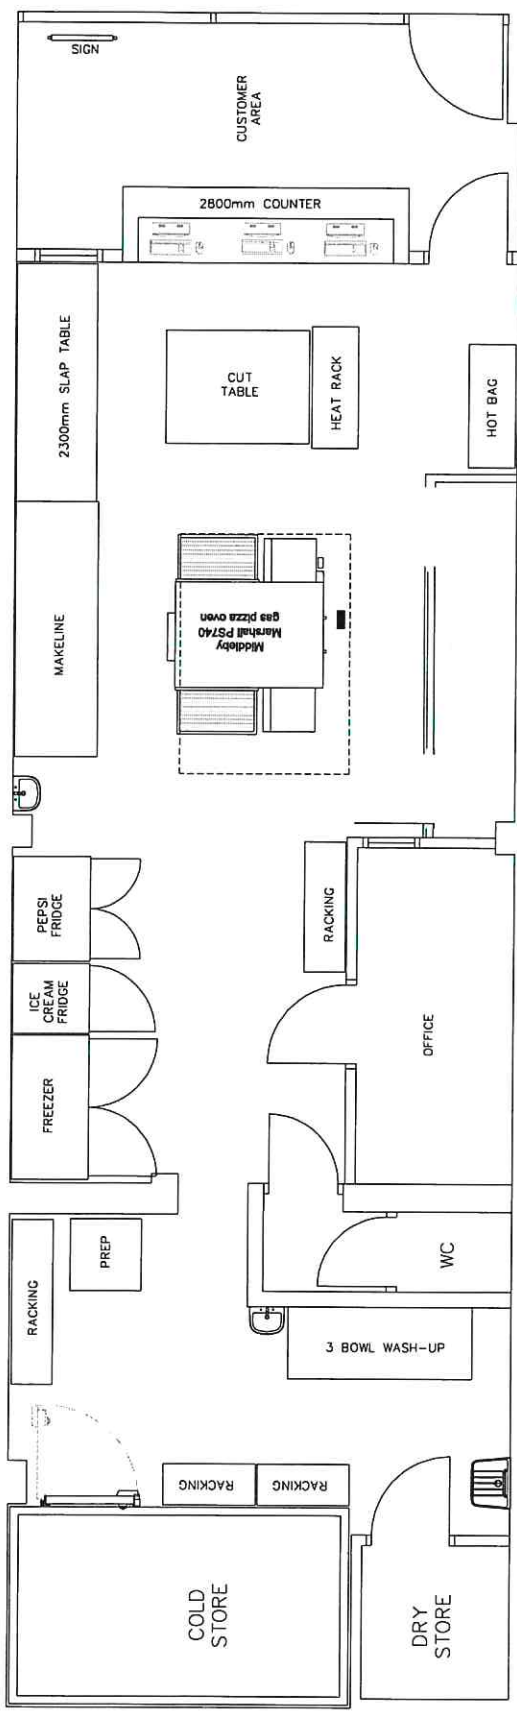 SIGN
CUSTOMER
AREA
2800mm COUNTER
2300mm SLAP TABLE
CUT
TABLE
HEAT RACK
HOT BAG
MAKELINE
Middleby
Marshall PS740
gas pizza oven
PEPSI
FRIDGE
RACKING
ICE
CREAM
FRIDGE
OFFICE
FREEZER
PREP
WC
RACKING
3 BOWL WASH-UP
RACKING
RACKING
COLD
STORE
DRY
STORE